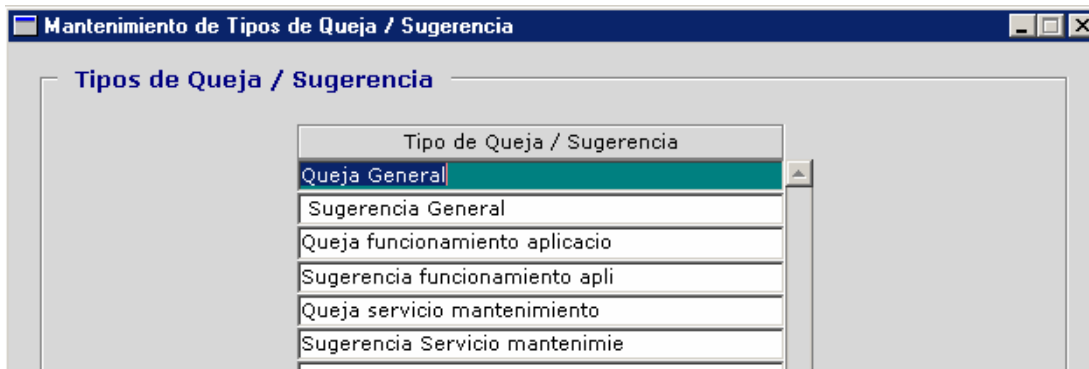 Mantenimiento de Tipos de Queja / Sugerencia
Tipos de Queja / Sugerencia
Tipo de Queja / Sugerencia
Queja General
Sugerencia General
Queja funcionamiento aplicacio
Sugerencia funcionamiento apli
Queja servicio mantenimiento
Sugerencia Servicio mantenimie